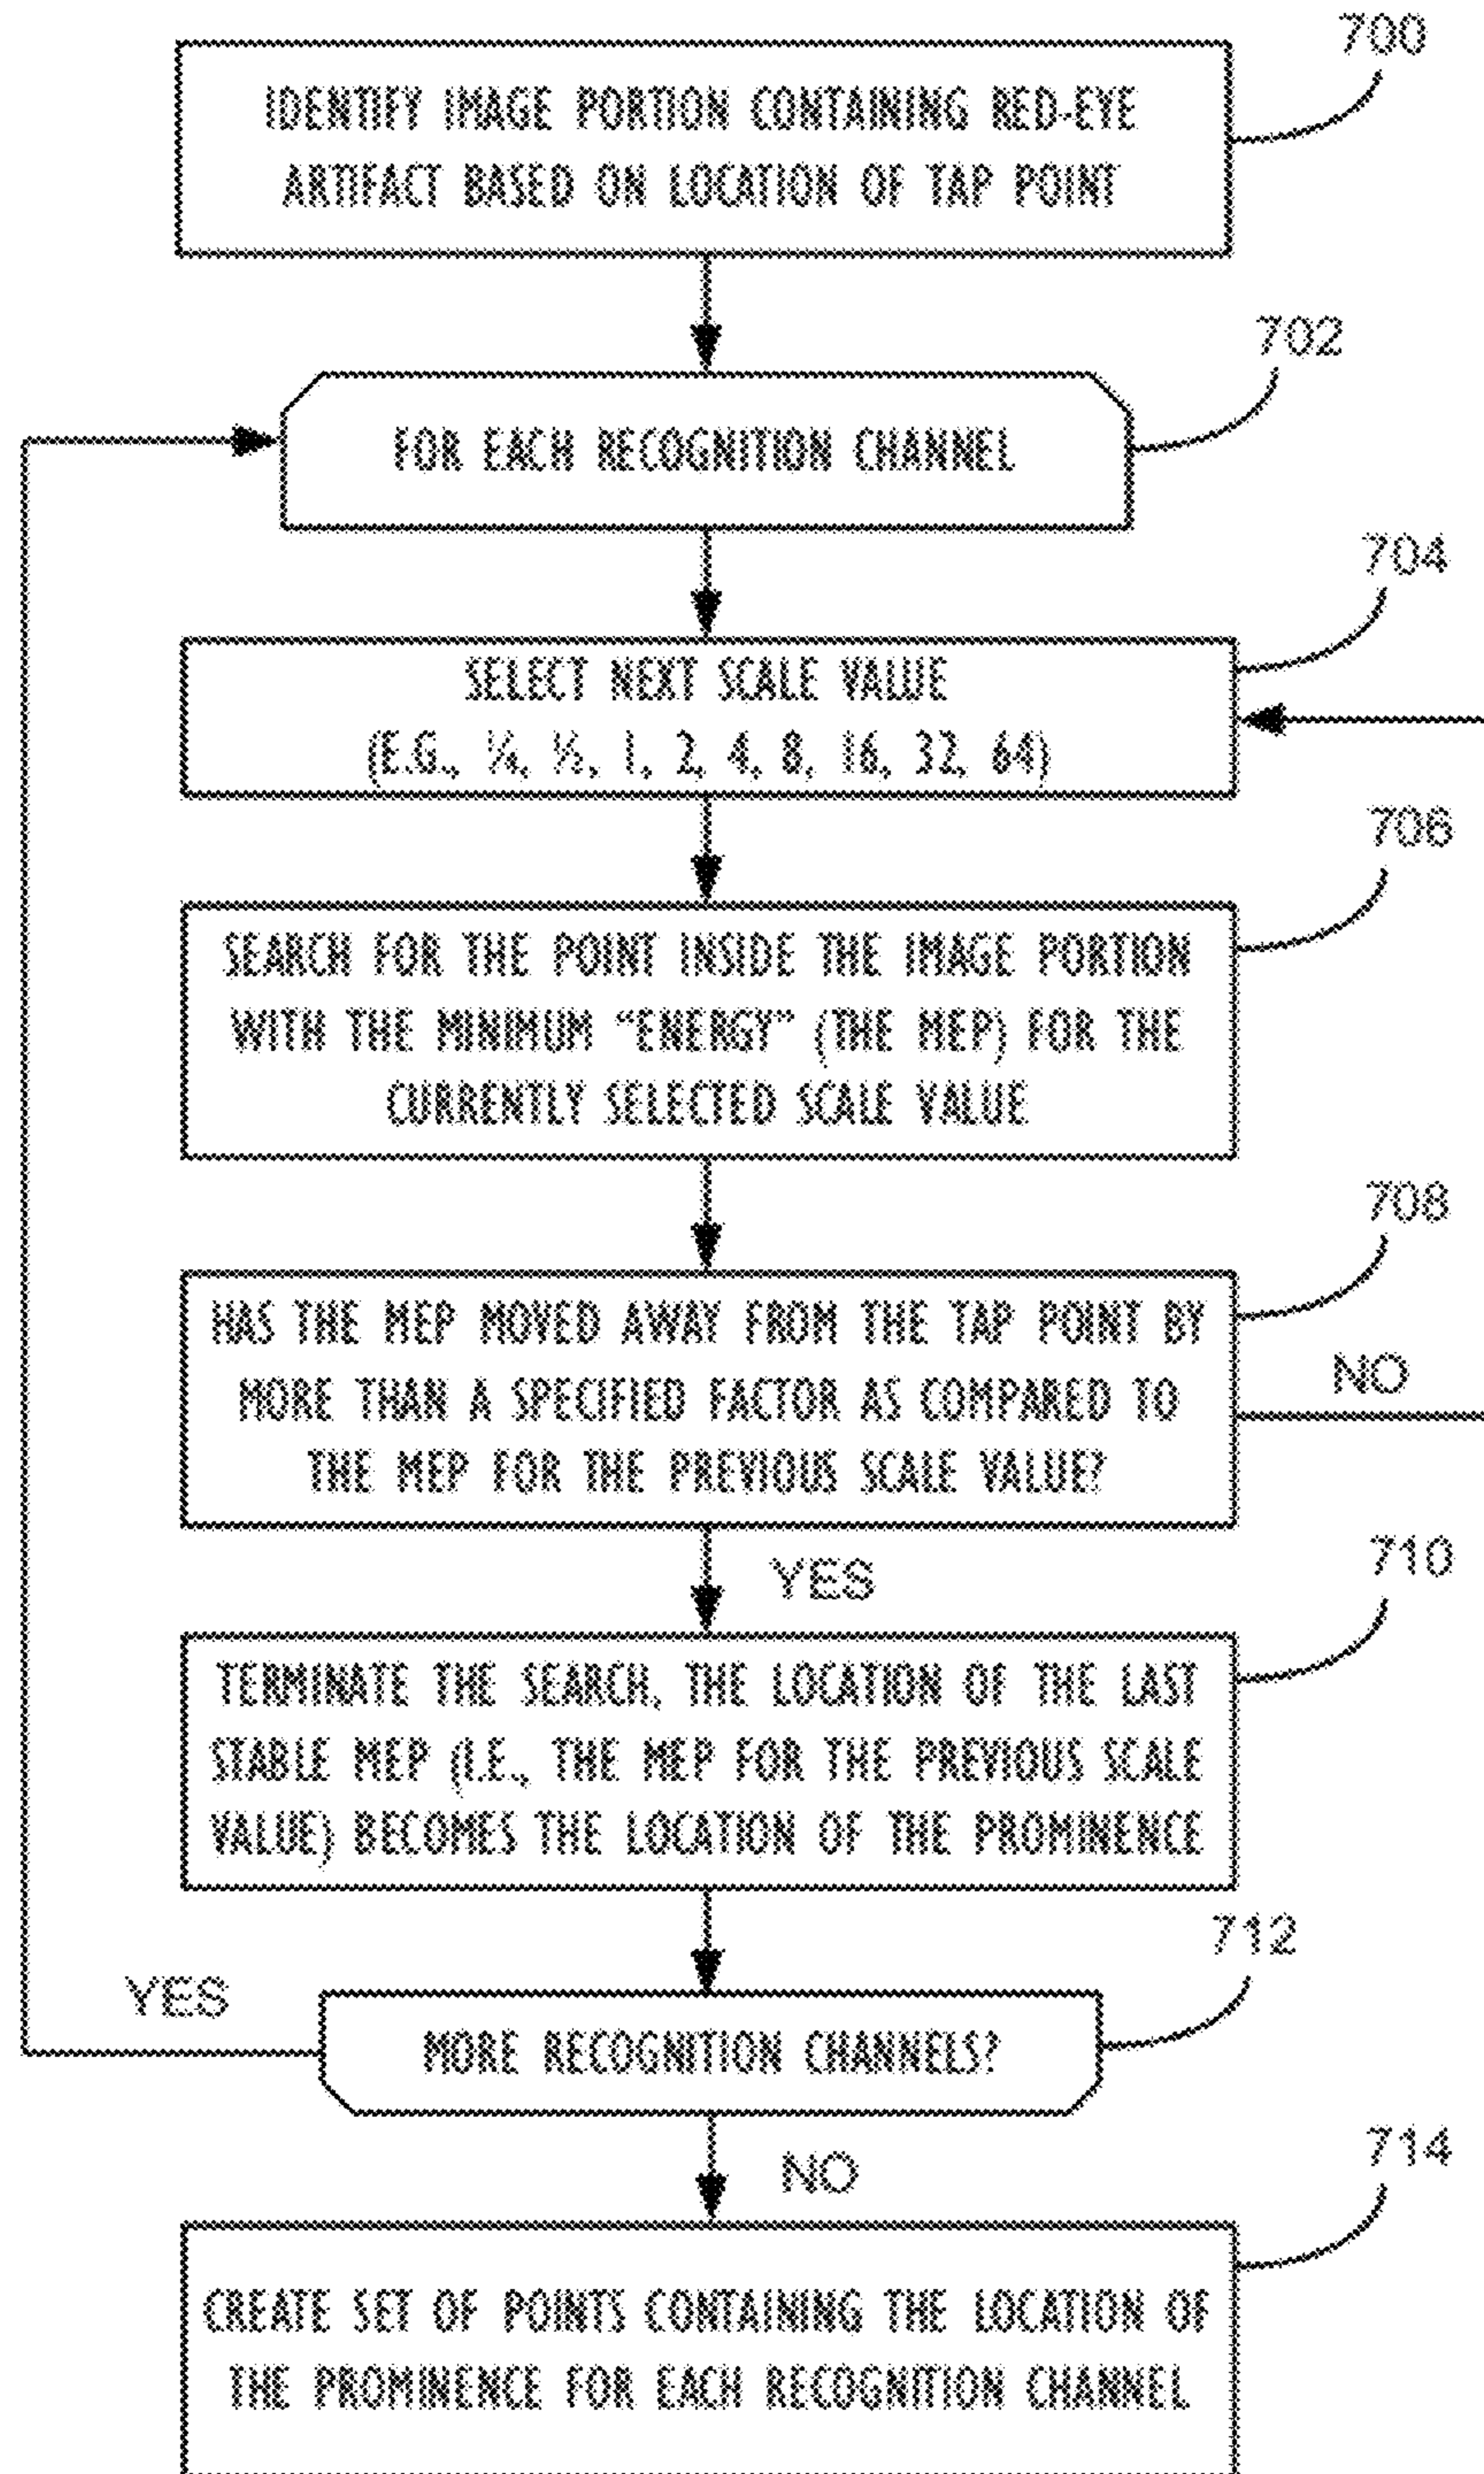 700
IDENTIFY IMAGE PORTION CONTAINING RED-EYE
ARTIFACT BASED ON LOCATION OF TAP POINT
702
FOR EACH RECOGNITION CHANNEL
704
SELECT NEXT SCALE VALUE
(E.G., ¼, ½, 1, 2, 4, 8, 16, 32, 64)
706
SEARCH FOR THE POINT INSIDE THE IMAGE PORTION
WITH THE MINIMUM “ENERGY” (THE MEP) FOR THE
CURRENTLY SELECTED SCALE VALUE
708
HAS THE MEP MOVED AWAY FROM THE TAP POINT BY
MORE THAN A SPECIFIED FACTOR AS COMPARED TO
THE MEP FOR THE PREVIOUS SCALE VALUE?
NO
YES
710
TERMINATE THE SEARCH, THE LOCATION OF THE LAST
STABLE MEP (I.E., THE MEP FOR THE PREVIOUS SCALE
VALUE) BECOMES THE LOCATION OF THE PROMINENCE
712
YES
MORE RECOGNITION CHANNELS?
NO
714
CREATE SET OF POINTS CONTAINING THE LOCATION OF
THE PROMINENCE FOR EACH RECOGNITION CHANNEL